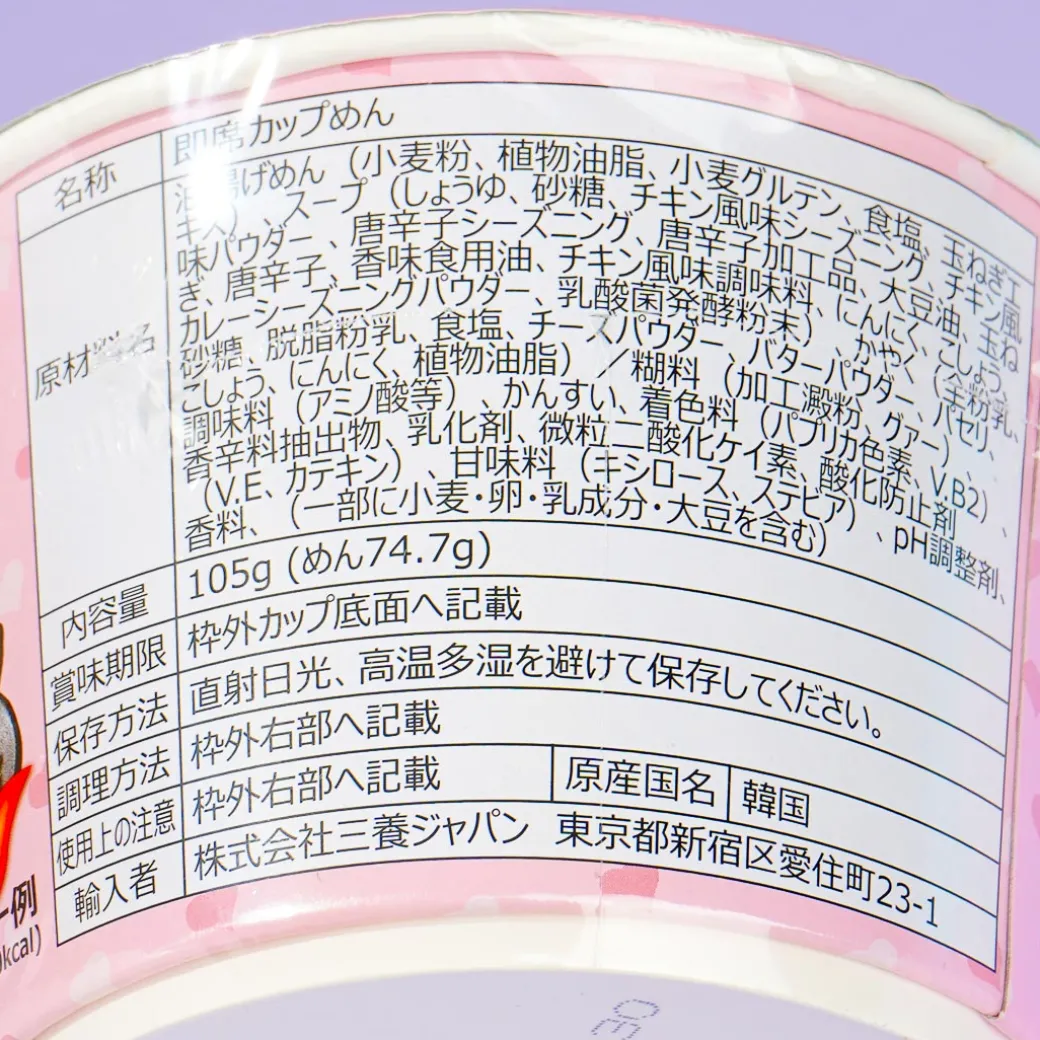 名称 即席カップめん
原材料名 油揚げめん（小麦粉、植物油脂、小麦グルテン、食塩、玉ねぎエ
キス）、スープ（しょうゆ、砂糖、チキン風味シーズニング、チキン風
味パウダー、唐辛子シーズニング、唐辛子加工品、大豆油、玉ね
ぎ、唐辛子、香味食用油、チキン風味調味料、にんにく、こしょう、
カレーシーズニングパウダー、乳酸菌発酵粉末）、かやく（全粉乳、
砂糖、脱脂粉乳、食塩、チーズパウダー、バターパウダー、パセリ、
こしょう、にんにく、植物油脂）／糊料（加工澱粉、グァー）、
調味料（アミノ酸等）、かんすい、着色料（パプリカ色素、V.B2）、
香辛料抽出物、乳化剤、微粒二酸化ケイ素、酸化防止剤
（V.E、カテキン）、甘味料（キシロース、ステビア）、pH調整剤、
香料、（一部に小麦・卵・乳成分・大豆を含む）
内容量 105g (めん74.7g)
賞味期限 枠外カップ底面へ記載
保存方法 直射日光、高温多湿を避けて保存してください。
調理方法 枠外右部へ記載
使用上の注意 枠外右部へ記載 原産国名 韓国
輸入者 株式会社三養ジャパン 東京都新宿区愛住町23-1
一例
kcal)